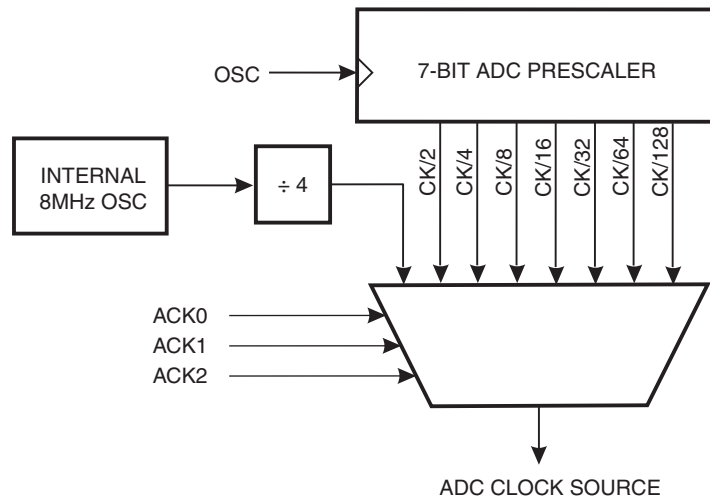 7-BIT ADC PRESCALER
OSC
CK/2
CK/4
CK/8
CK/16
CK/32
CK/64
CK/128
INTERNAL
8MHz OSC
÷ 4
ACK0
ACK1
ACK2
ADC CLOCK SOURCE